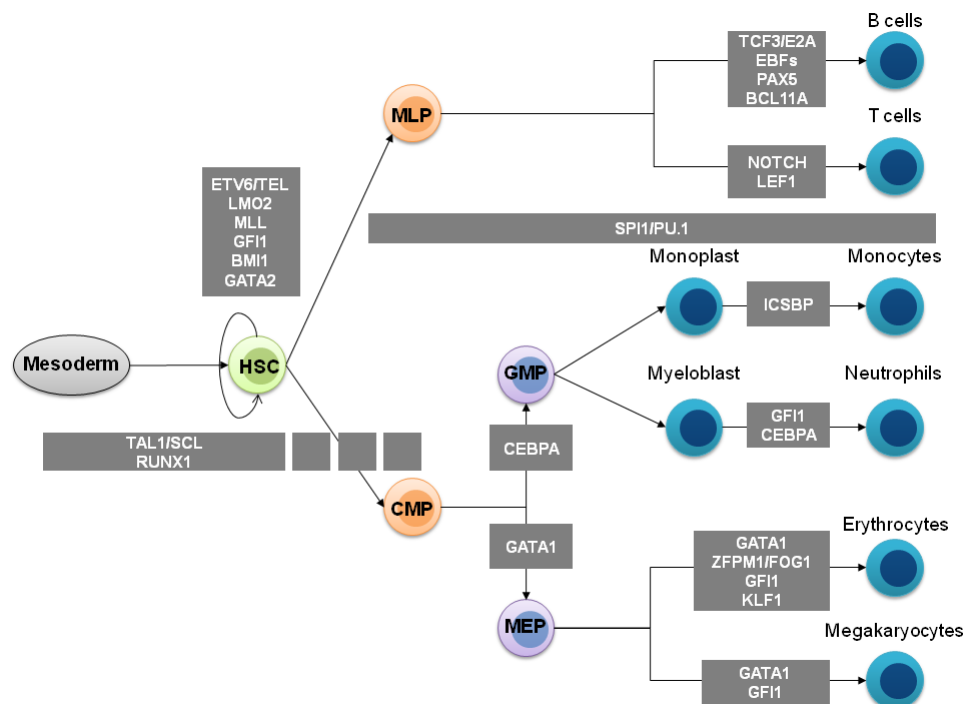 B cells
TCF3/E2A
EBFs
PAX5
BCL11A
MLP
T cells
NOTCH
LEF1
ETV6/TEL
LMO2
MLL
GFI1
BMI1
GATA2
SPI1/PU.1
Monoplast
Monocytes
ICSBP
Mesoderm
HSC
GMP
Myeloblast
Neutrophils
GFI1
CEBPA
TAL1/SCL
RUNX1
CEBPA
CMP
GATA1
Erythrocytes
GATA1
ZFPM1/FOG1
GFI1
KLF1
MEP
Megakaryocytes
GATA1
GFI1